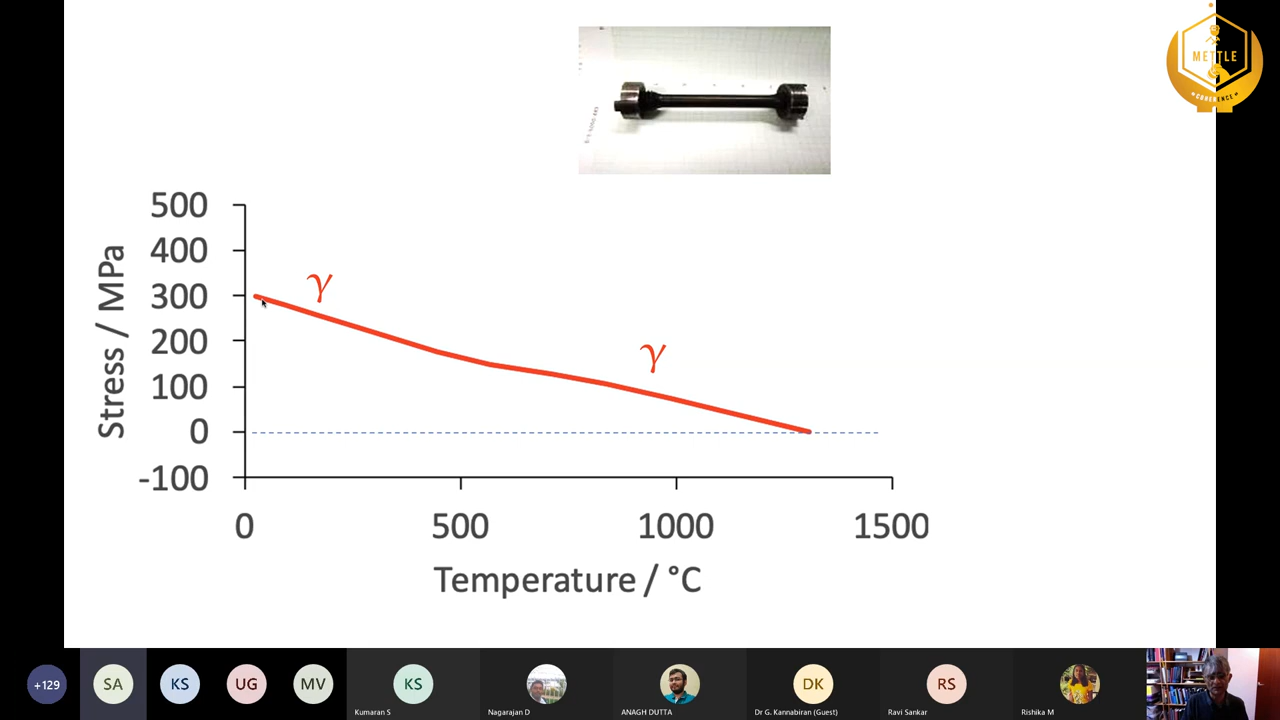 METTLE
COHERENCE
500
400
300
200
100
0
-100
Stress / MPa
γ
γ
0
500
1000
1500
Temperature / °C
+129
SA
KS
UG
MV
KS
Kumaran S
Nagarajan D
ANAGH DUTTA
DK
Dr G. Kannabiran (Guest)
RS
Ravi Sankar
Rishika M